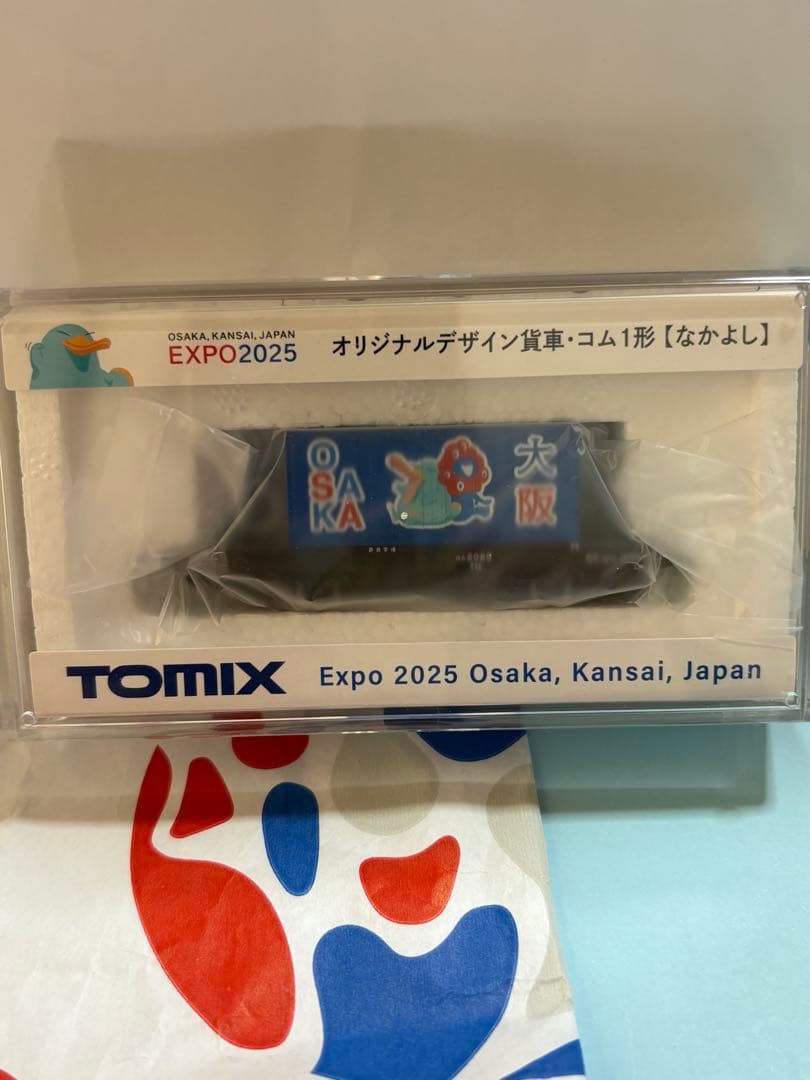 OSAKA, KANSAI, JAPAN
EXPO2025
オリジナルデザイン貨車・コム1形【なかよし】
OSAKA
大阪
TOMIX
Expo 2025 Osaka, Kansai, Japan